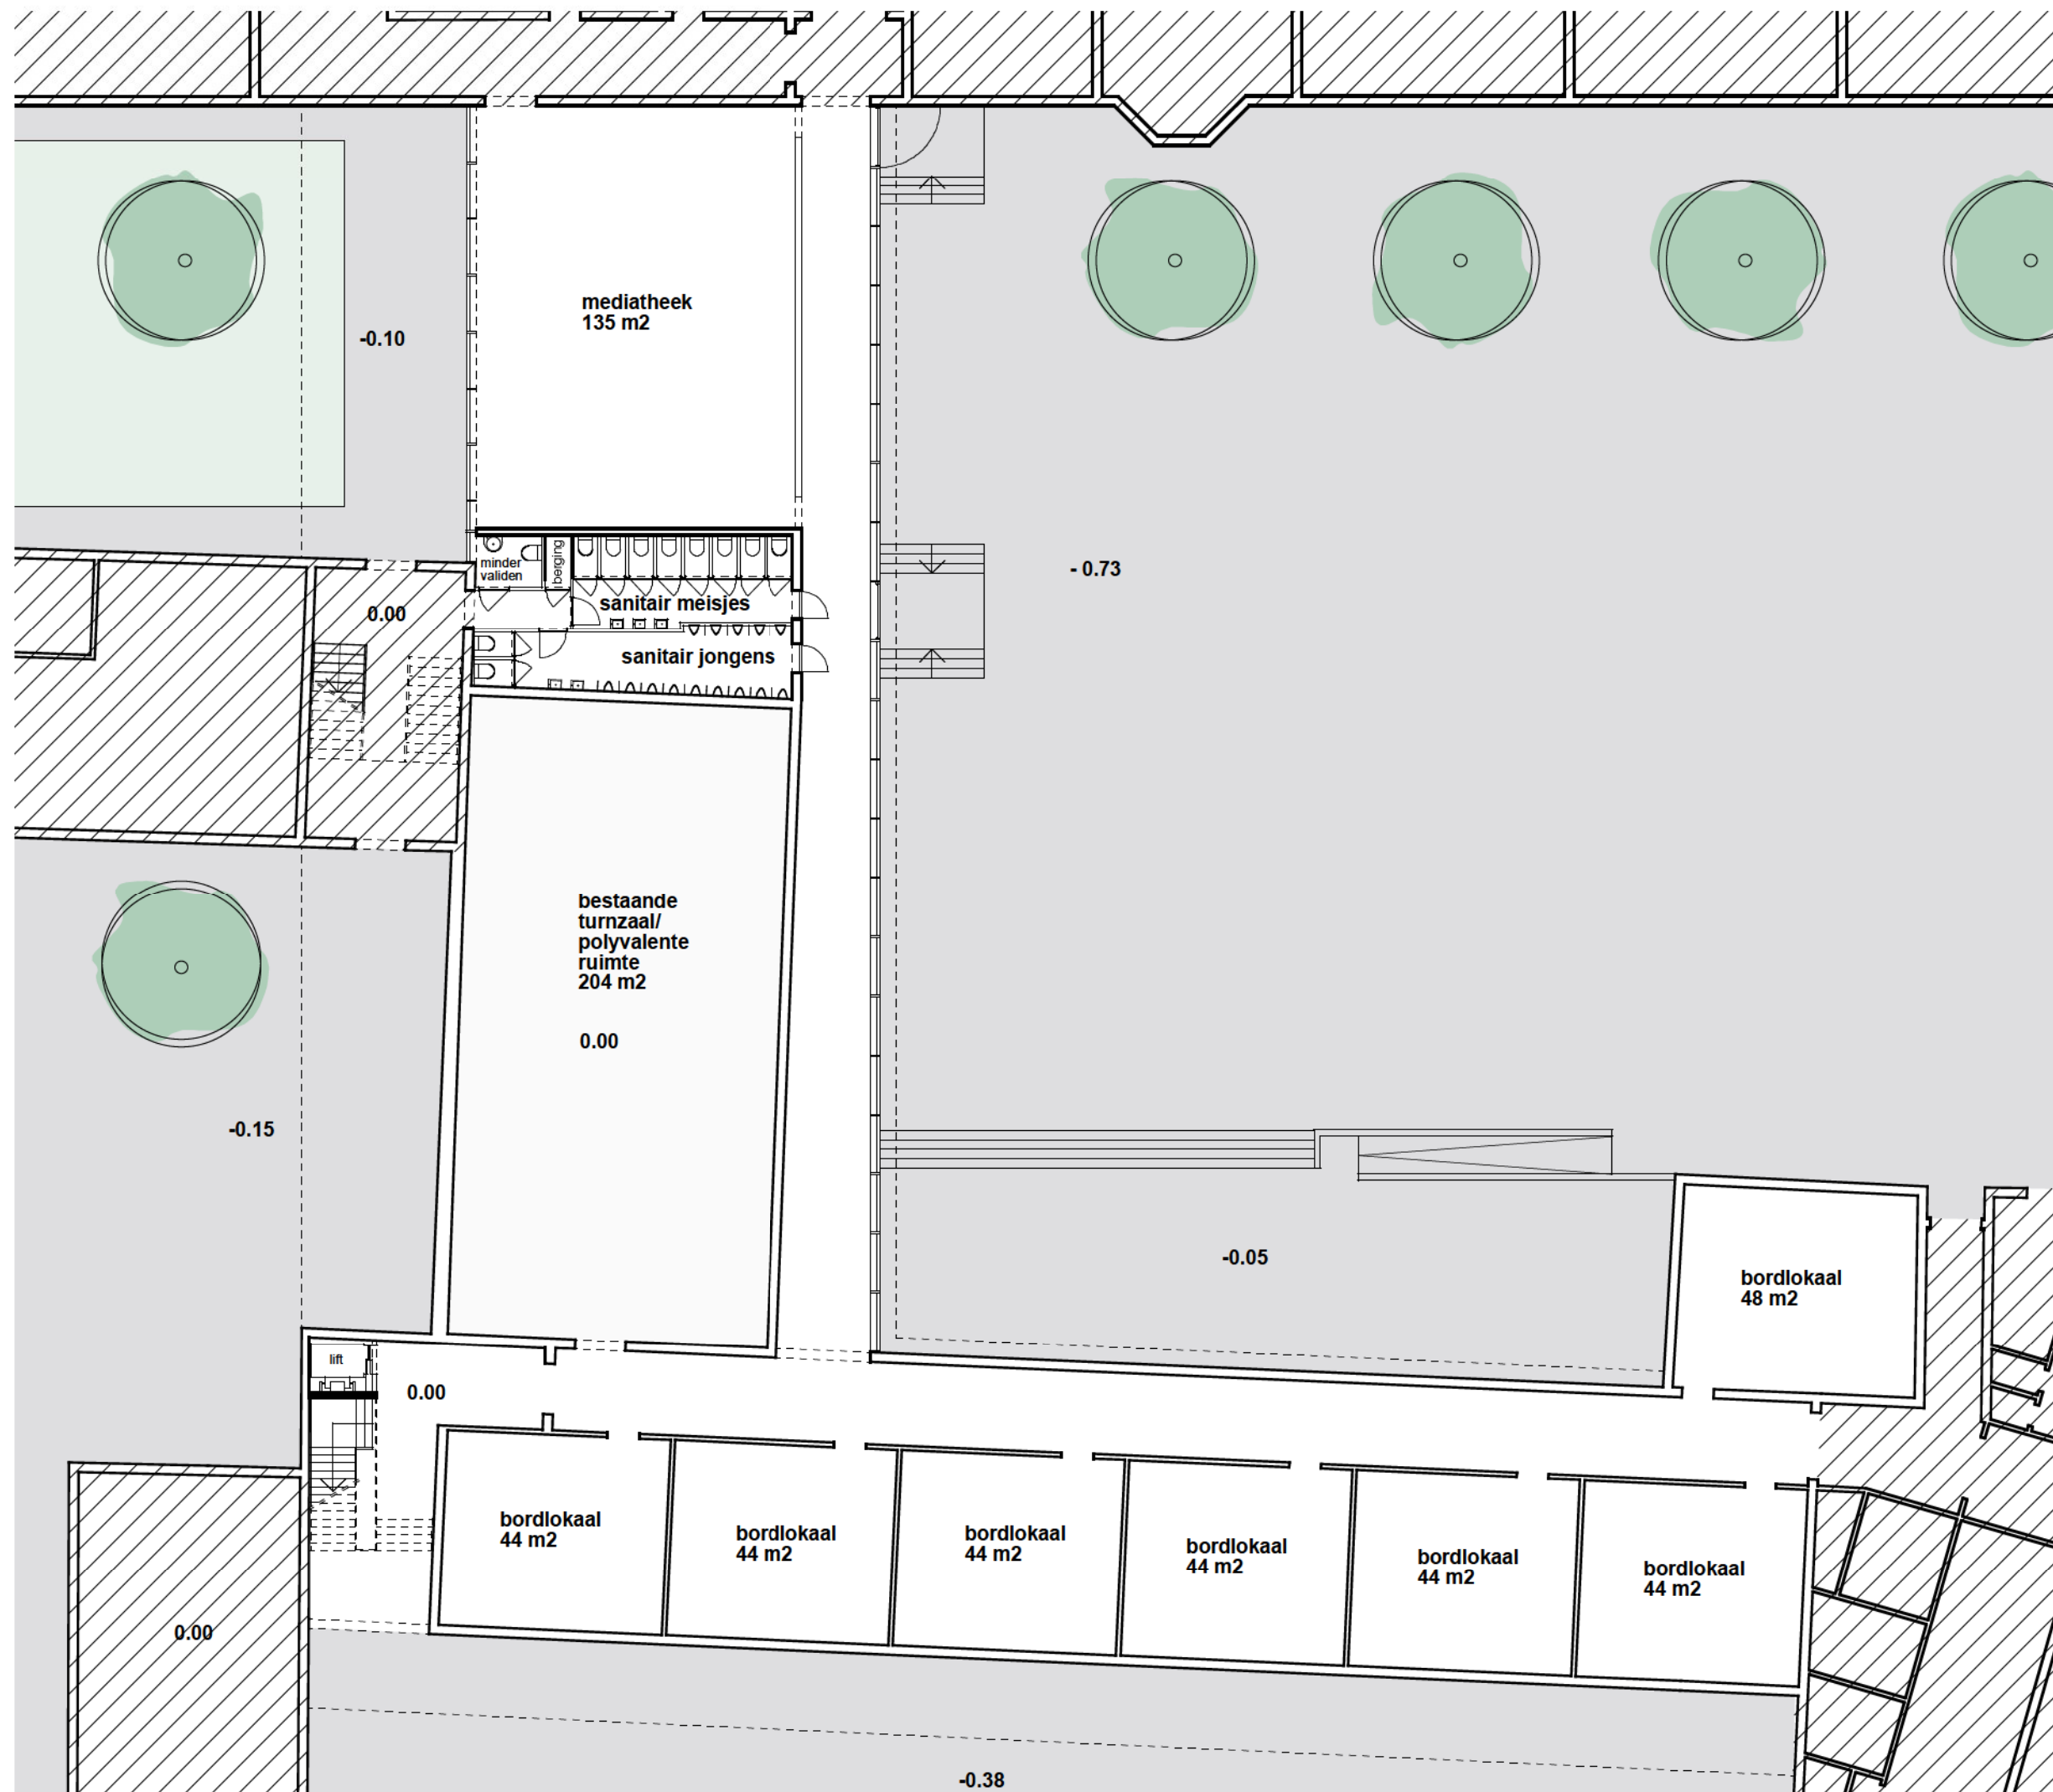 mediatheek
135 m2
-0.10
- 0.73
minder
validen
berging
sanitair meisjes
0.00
sanitair jongens
bestaande
turnzaal/
polyvalente
ruimte
204 m2
0.00
-0.15
-0.05
bordlokaal
48 m2
lift
0.00
bordlokaal
44 m2
bordlokaal
44 m2
bordlokaal
44 m2
bordlokaal
44 m2
bordlokaal
44 m2
bordlokaal
44 m2
0.00
-0.38